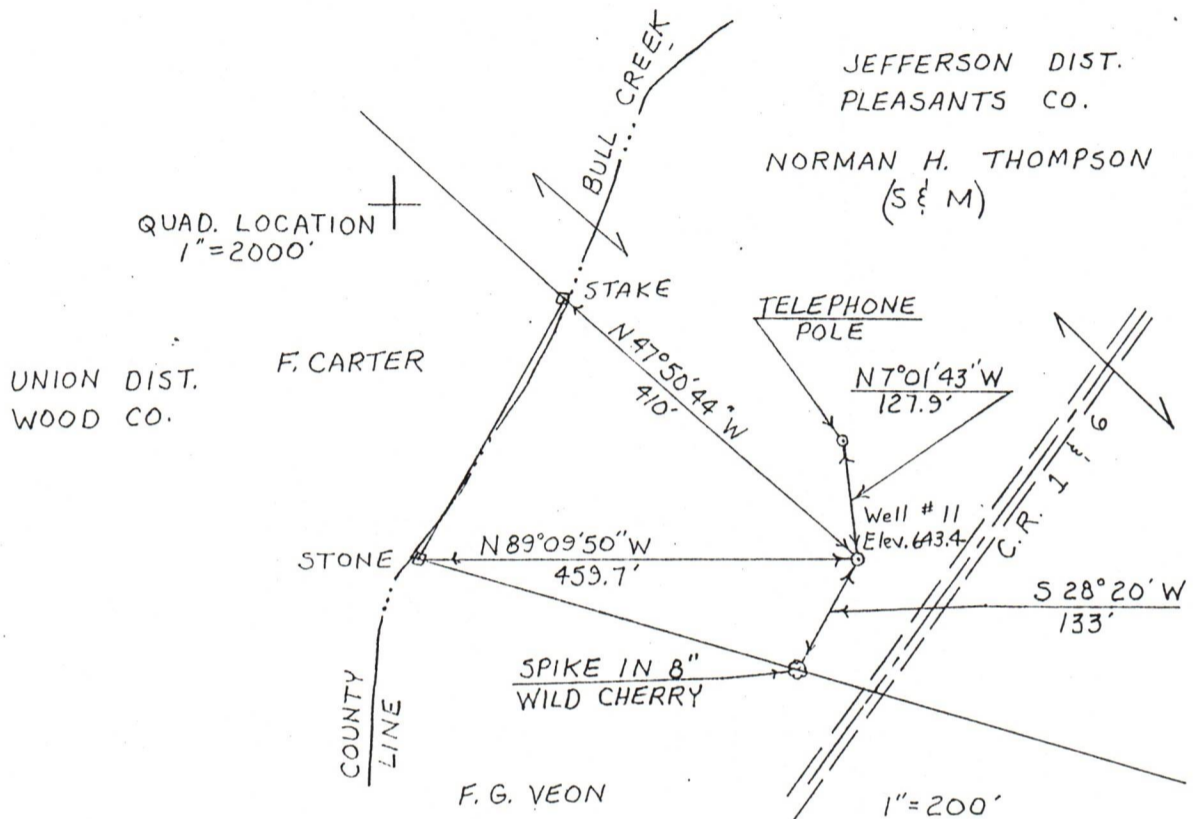 BULL CREEK
JEFFERSON DIST.
PLEASANTS CO.
NORMAN H. THOMPSON
(S & M)
QUAD. LOCATION
1"=2000'
STAKE
TELEPHONE
POLE
N 47°50'44"W
410'
F. CARTER
UNION DIST.
WOOD CO.
N 7°01'43"W
127.9'
C.R. 1 & 6
Well # 11
Elev. 643.4
STONE
N 89°09'50"W
459.7'
S 28°20' W
133'
SPIKE IN 8"
WILD CHERRY
COUNTY
LINE
F. G. VEON
1"=200'